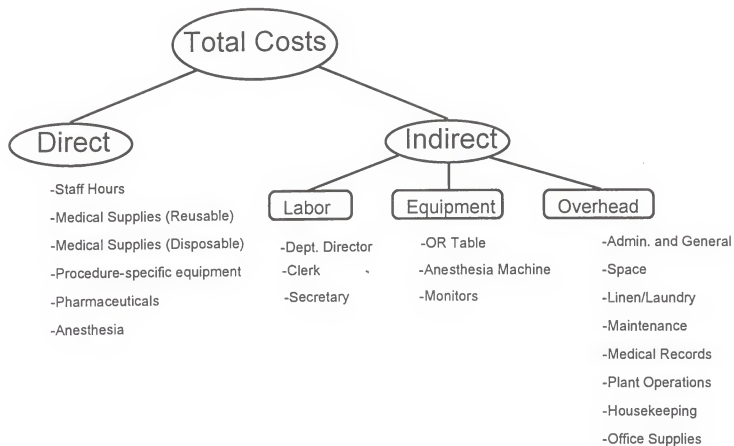 Total Costs
Direct
Indirect
-Staff Hours
-Medical Supplies (Reusable)
-Medical Supplies (Disposable)
-Procedure-specific equipment
-Pharmaceuticals
-Anesthesia
Labor
-Dept. Director
-Clerk
-Secretary
Equipment
-OR Table
-Anesthesia Machine
-Monitors
Overhead
-Admin. and General
-Space
-Linen/Laundry
-Maintenance
-Medical Records
-Plant Operations
-Housekeeping
-Office Supplies